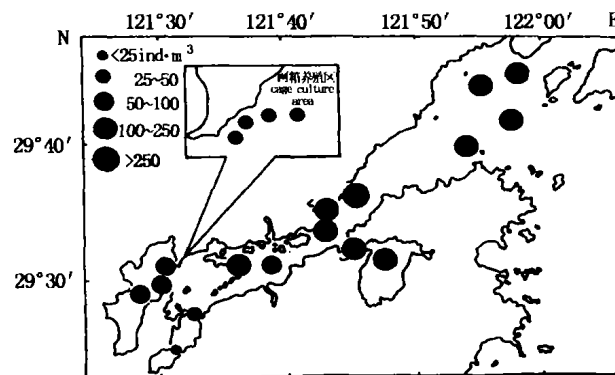 121°30′ 121°40′ 121°50′ 122°00′ E
N
<25ind·m³
25~50
50~100
100~250
>250
网箱养殖区
cage culture
area
29°40′
29°30′